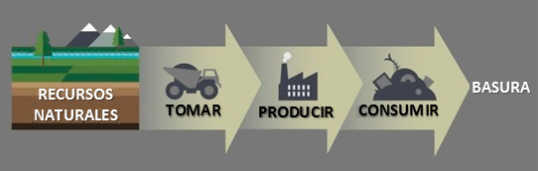 RECURSOS
NATURALES
TOMAR
PRODUCIR
CONSUMIR
BASURA